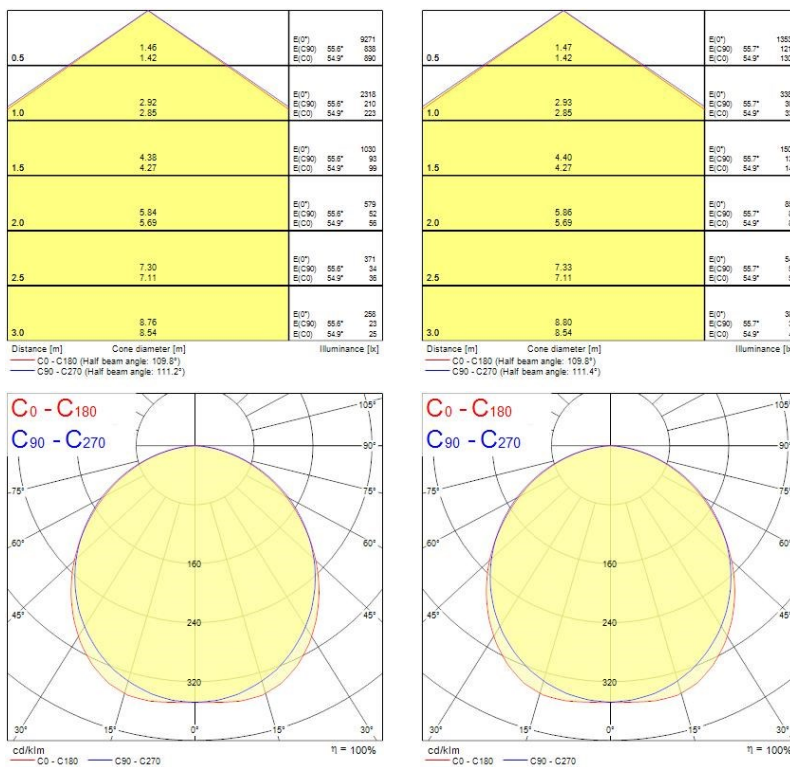 E(0°) 9271
E(C90) 55.6° 838
E(C0) 54.9° 890
1.46
1.42
0.5
E(0°) 2318
E(C90) 55.6° 210
E(C0) 54.9° 223
2.92
2.85
1.0
E(0°) 1030
E(C90) 55.6° 93
E(C0) 54.9° 99
4.38
4.27
1.5
E(0°) 579
E(C90) 55.6° 52
E(C0) 54.9° 56
5.84
5.69
2.0
E(0°) 371
E(C90) 55.6° 34
E(C0) 54.9° 36
7.30
7.11
2.5
E(0°) 258
E(C90) 55.6° 23
E(C0) 54.9° 25
8.76
8.54
3.0
Distance [m] Cone diameter [m] Illuminance [lx]
C0 - C180 (Half beam angle: 109.8°)
C90 - C270 (Half beam angle: 111.2°)
E(0°)
E(C90) 55.7°
E(C0) 54.9°
1.47
1.42
0.5
E(0°)
E(C90) 55.7°
E(C0) 54.9°
2.93
2.85
1.0
E(0°)
E(C90) 55.7°
E(C0) 54.9°
4.40
4.27
1.5
E(0°)
E(C90) 55.7°
E(C0) 54.9°
5.86
5.69
2.0
E(0°)
E(C90) 55.7°
E(C0) 54.9°
7.33
7.11
2.5
E(0°)
E(C90) 55.7°
E(C0) 54.9°
8.80
8.54
3.0
Distance [m] Cone diameter [m] Illuminance [lx
C0 - C180 (Half beam angle: 109.8°)
C90 - C270 (Half beam angle: 111.4°)
C0 - C180
C90 - C270
105°
90°
75° 75°
60° 60°
45° 45°
160
240
320
30° 15° 0° 15° 30°
cd/klm η = 100%
C0 - C180 C90 - C270
C0 - C180
C90 - C270
105°
90°
75° 75°
60° 60°
45° 45°
160
240
320
30° 15° 0° 15° 30°
cd/klm η = 100%
C0 - C180 C90 - C270